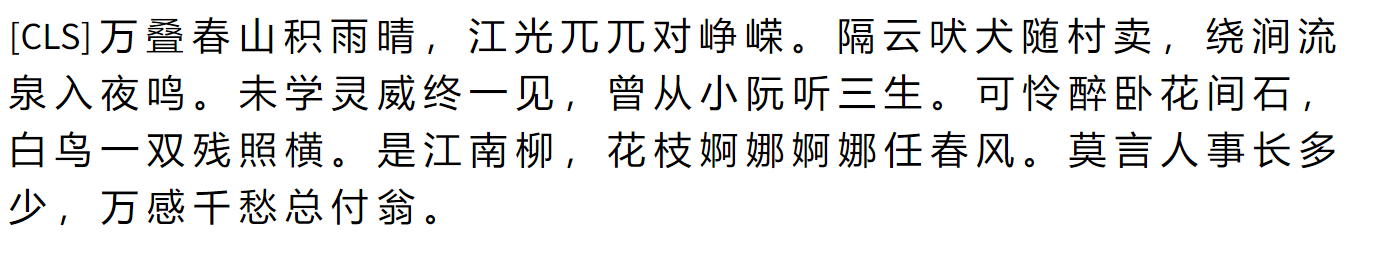 [CLS]万叠春山积雨晴，江光兀兀对峥嵘。隔云吠犬随村卖，绕涧流
泉入夜鸣。未学灵威终一见，曾从小阮听三生。可怜醉卧花间石，
白鸟一双残照横。是江南柳，花枝婀娜婀娜任春风。莫言人事长多
少，万感千愁总付翁。